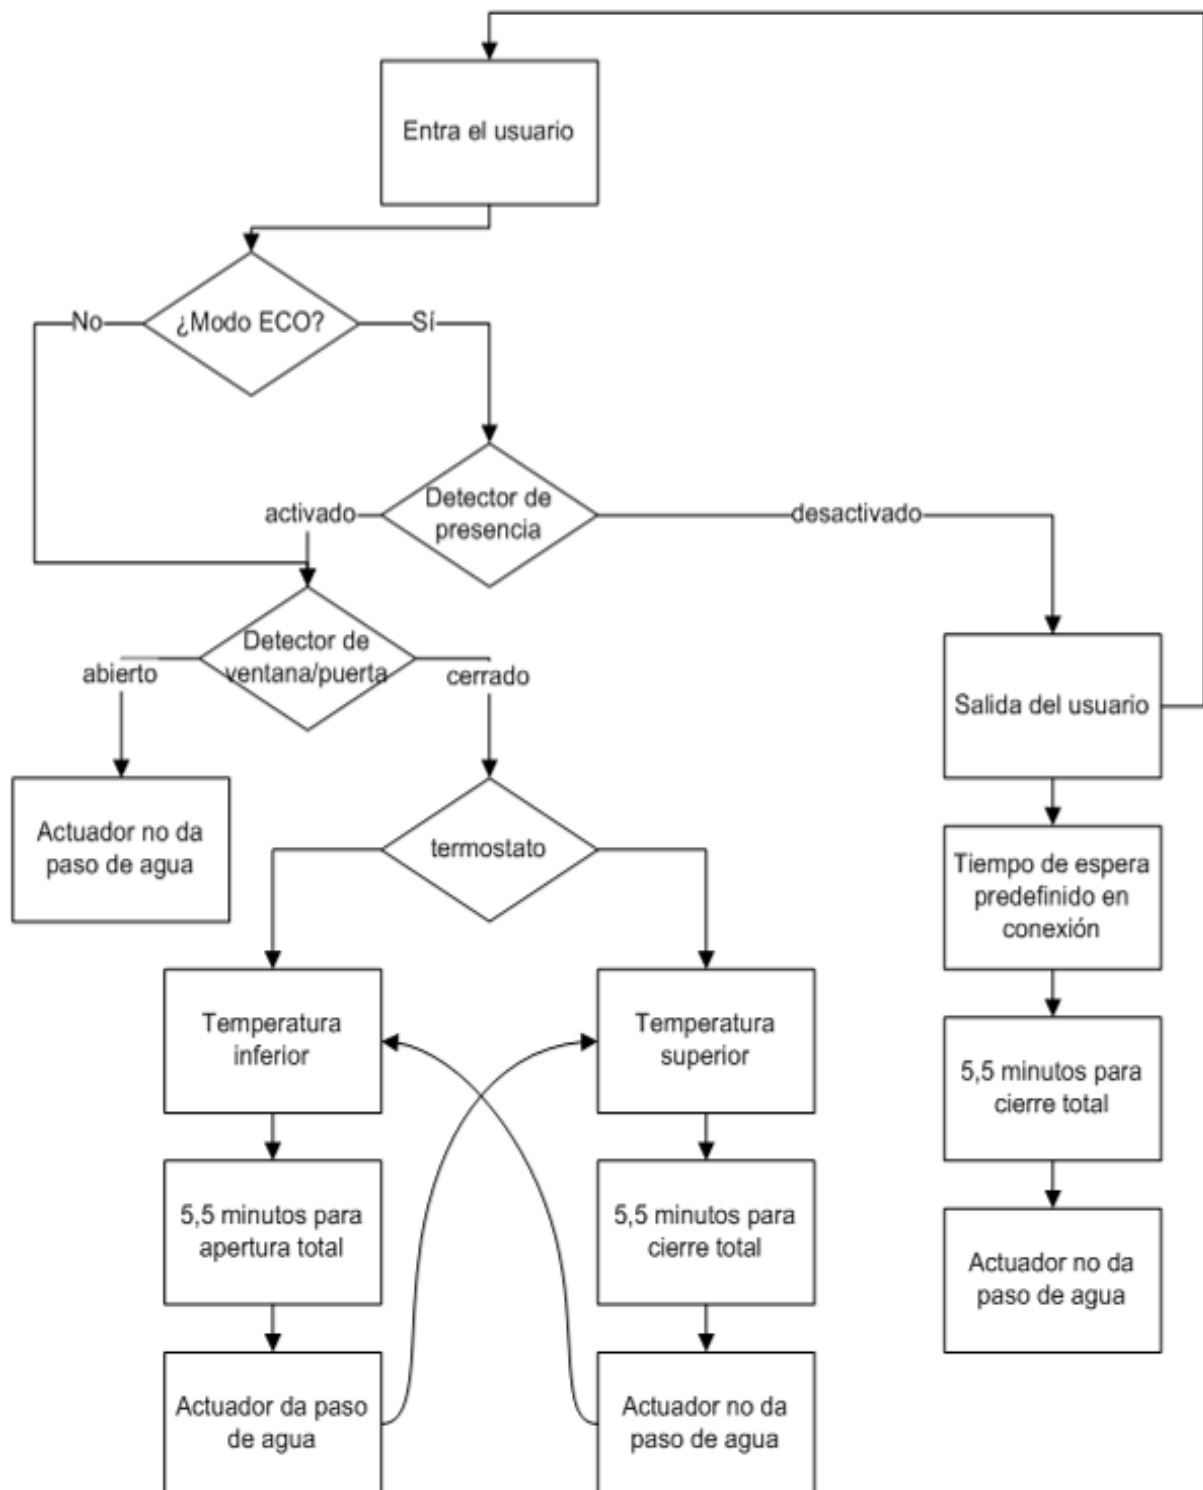 Entra el usuario
¿Modo ECO?
No
Sí
Detector de
presencia
activado
desactivado
Detector de
ventana/puerta
abierto
cerrado
Salida del usuario
Actuador no da
paso de agua
termostato
Tiempo de espera
predefinido en
conexión
Temperatura
inferior
Temperatura
superior
5,5 minutos para
cierre total
5,5 minutos para
apertura total
5,5 minutos para
cierre total
Actuador no da
paso de agua
Actuador da paso
de agua
Actuador no da
paso de agua